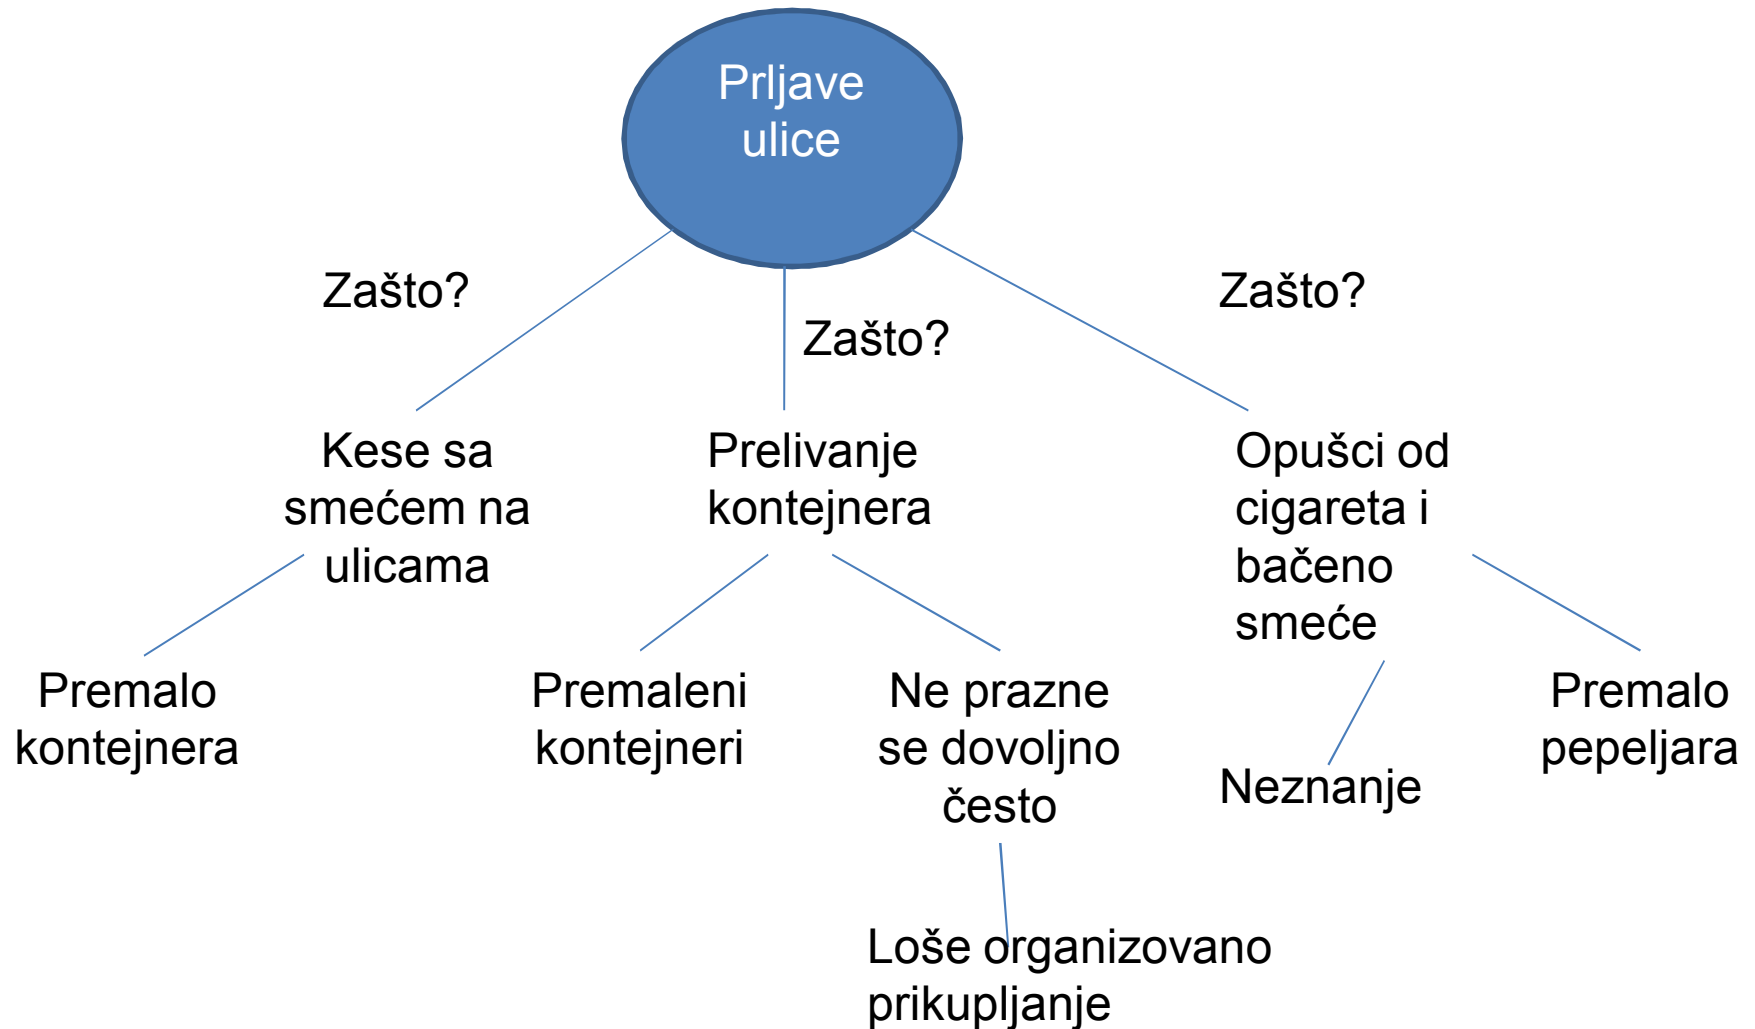 Prljave
ulice
Zašto?
Zašto?
Zašto?
Kese sa
smećem na
ulicama
Prelivanje
kontejnera
Opušci od
cigareta i
bačeno
smeće
Premalo
kontejnera
Premaleni
kontejneri
Ne prazne
se dovoljno
često
Neznanje
Premalo
pepeljara
Loše organizovano
prikupljanje